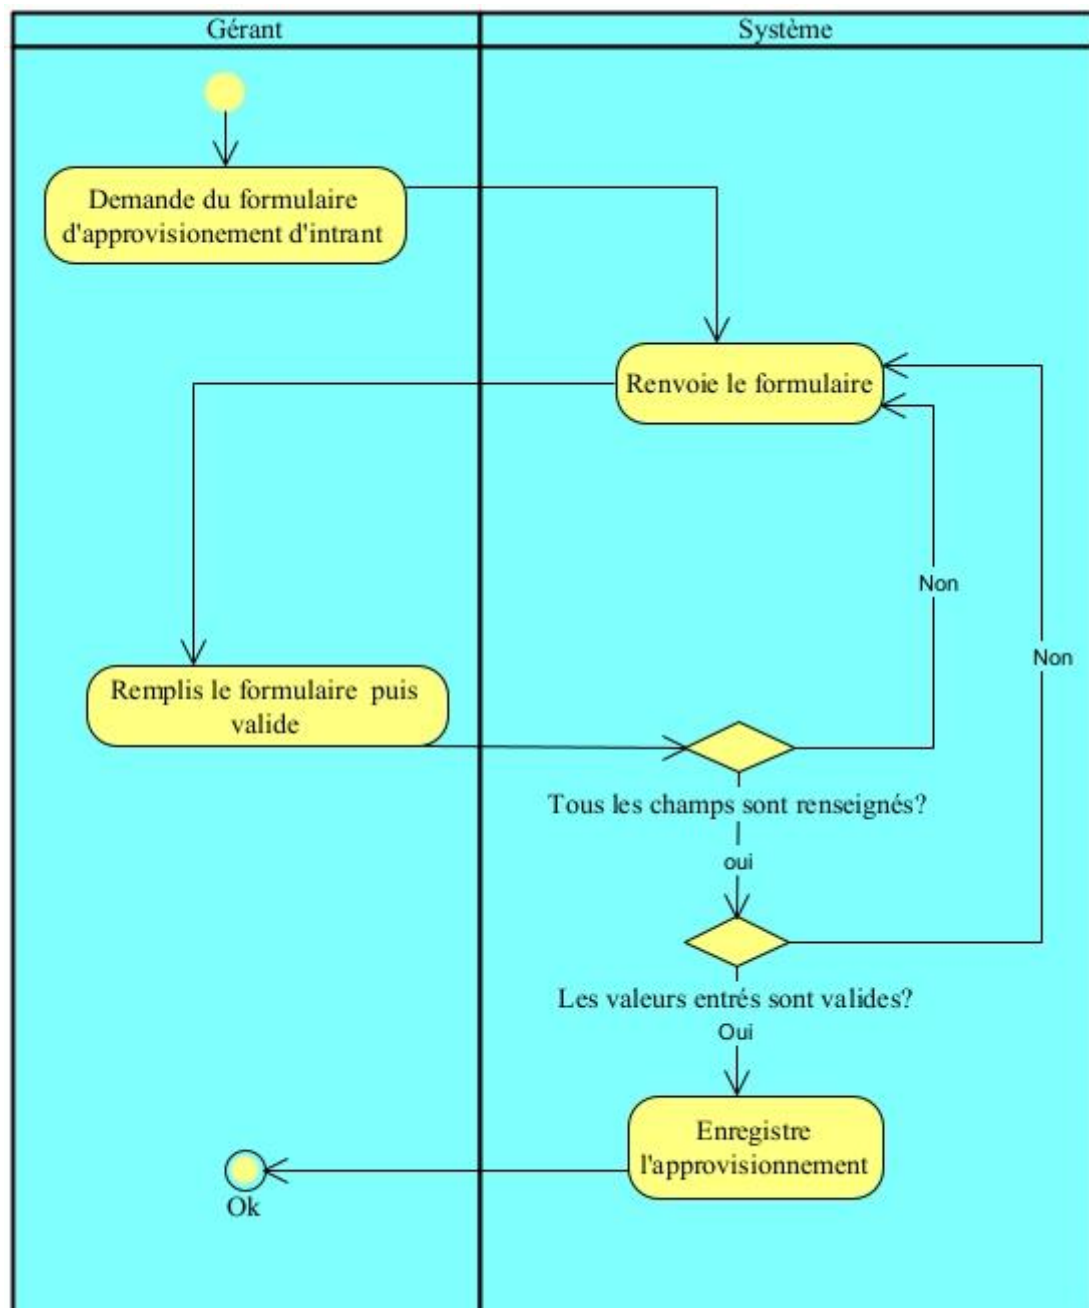 Gérant
Système
Demande du formulaire
d'approvisionement d'intrant
Renvoie le formulaire
Non
Non
Remplis le formulaire puis
valide
Tous les champs sont renseignés?
oui
Les valeurs entrés sont valides?
Oui
Enregistre
l'approvisionnement
Ok